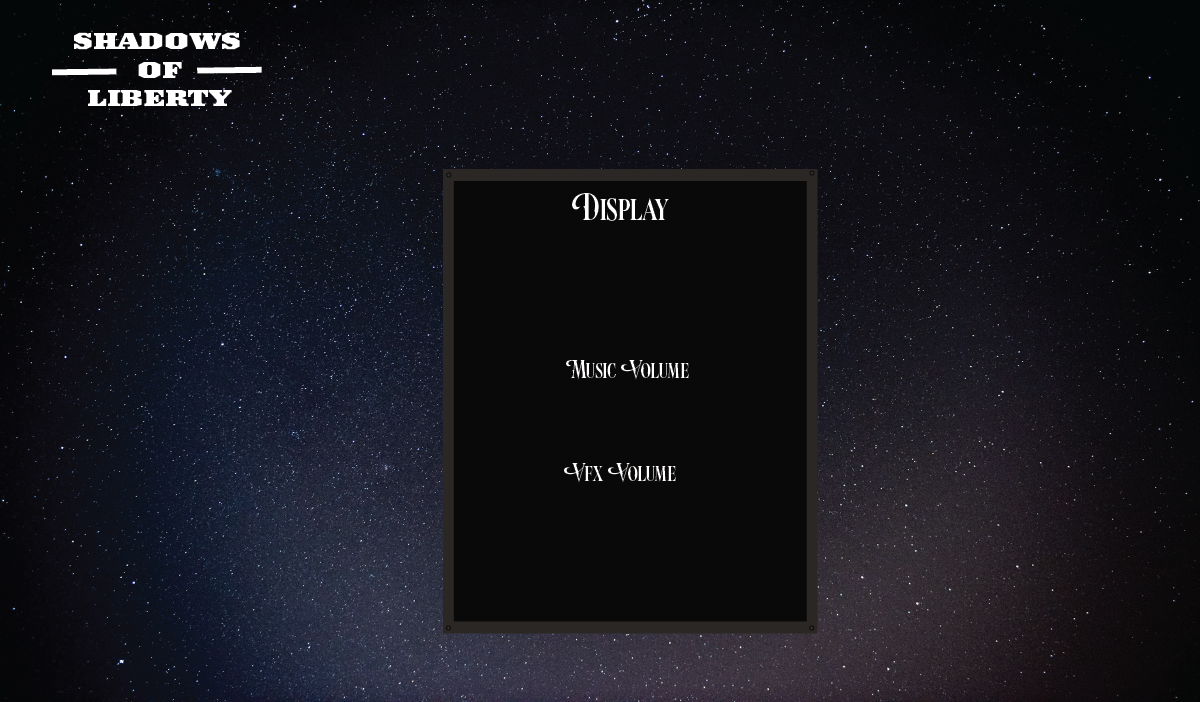 SHADOWS
OF
LIBERTY
Display
Music Volume
Vfx Volume